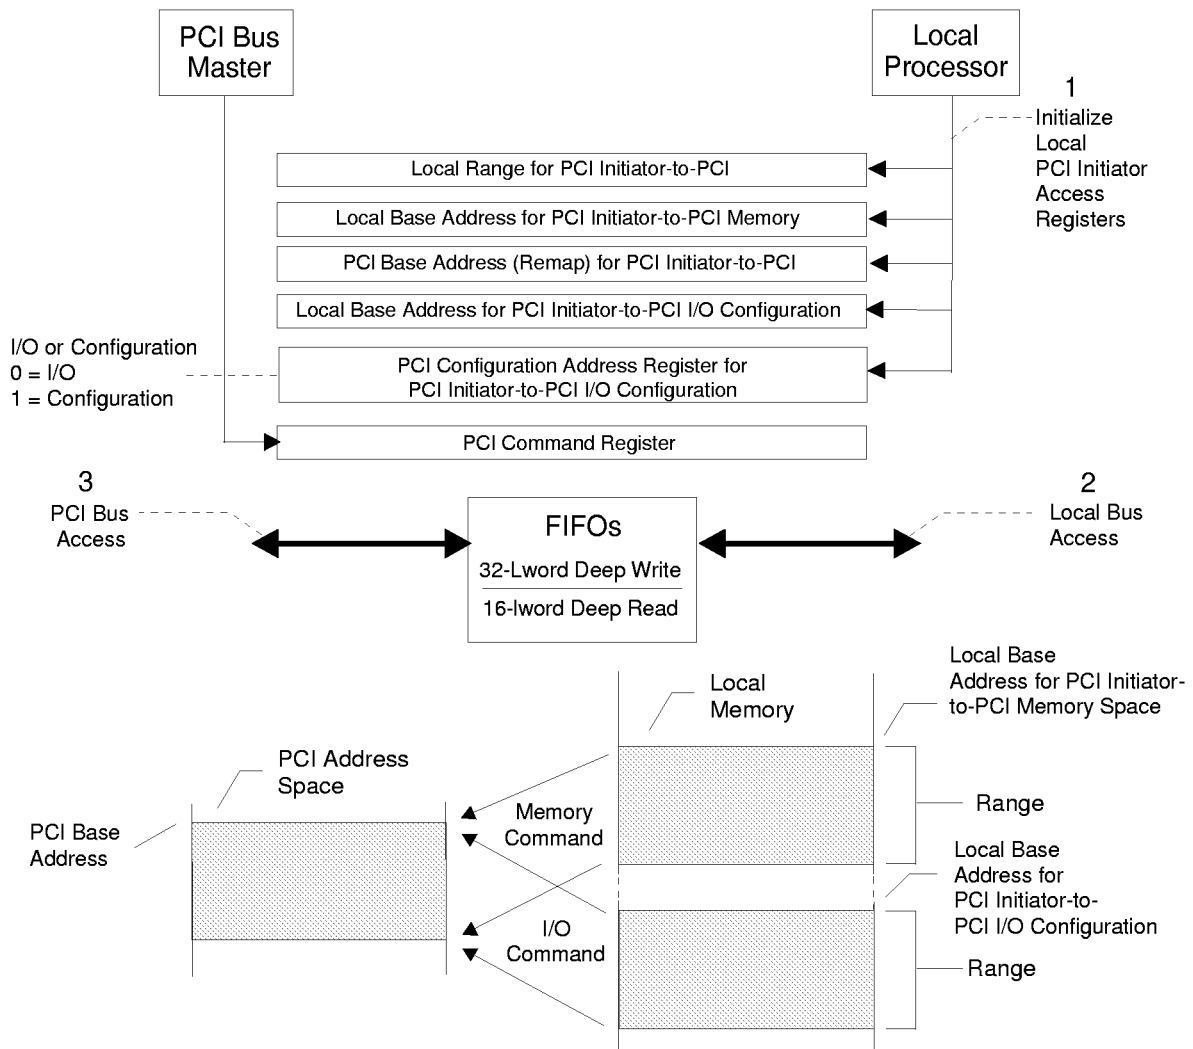 PCI Bus
Master
Local
Processor
1
Initialize
Local
PCI Initiator
Access
Registers
Local Range for PCI Initiator-to-PCI
Local Base Address for PCI Initiator-to-PCI Memory
PCI Base Address (Remap) for PCI Initiator-to-PCI
Local Base Address for PCI Initiator-to-PCI I/O Configuration
I/O or Configuration
0 = I/O
1 = Configuration
PCI Configuration Address Register for
PCI Initiator-to-PCI I/O Configuration
PCI Command Register
3
PCI Bus
Access
FIFOs
32-Lword Deep Write
16-lword Deep Read
2
Local Bus
Access
Local Base
Address for PCI Initiator-
to-PCI Memory Space
Local
Memory
PCI Address
Space
PCI Base
Address
Memory
Command
Range
Local Base
Address for
PCI Initiator-to-
PCI I/O Configuration
I/O
Command
Range